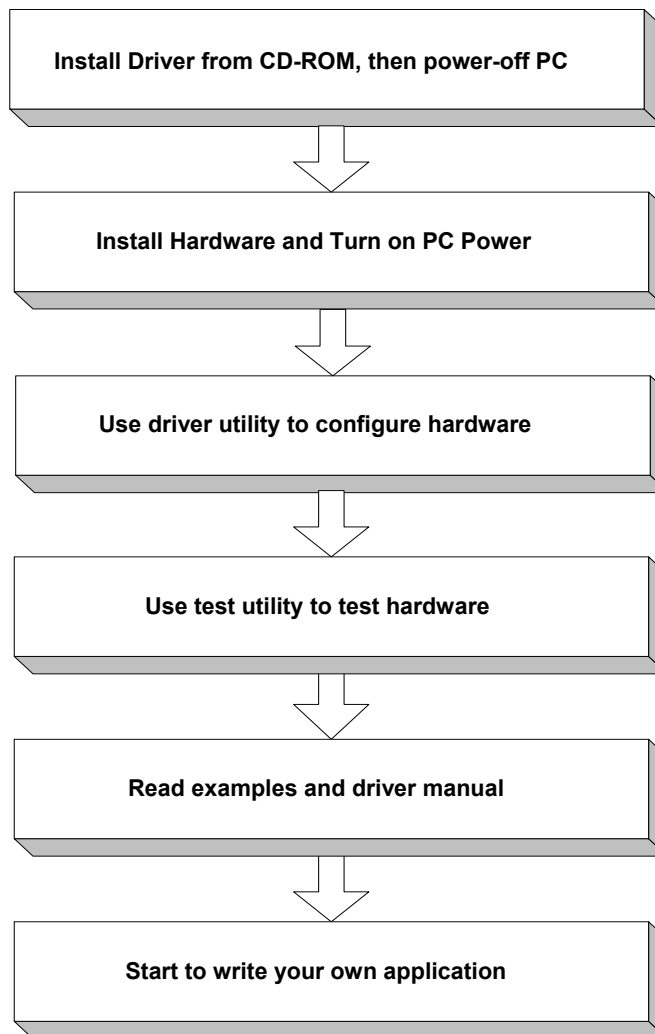 Install Driver from CD-ROM, then power-off PC
Install Hardware and Turn on PC Power
Use driver utility to configure hardware
Use test utility to test hardware
Read examples and driver manual
Start to write your own application